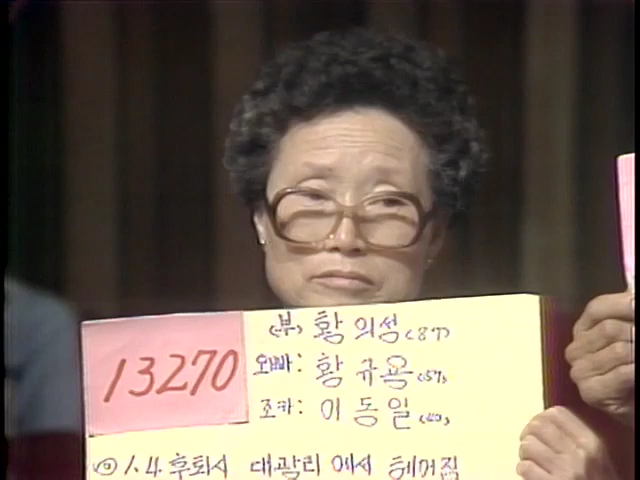 13270
(부) 황의성(87)
오빠: 황규용(57)
조카: 이동일(40)
◎ 1.4 후퇴시 대광리에서 헤어짐